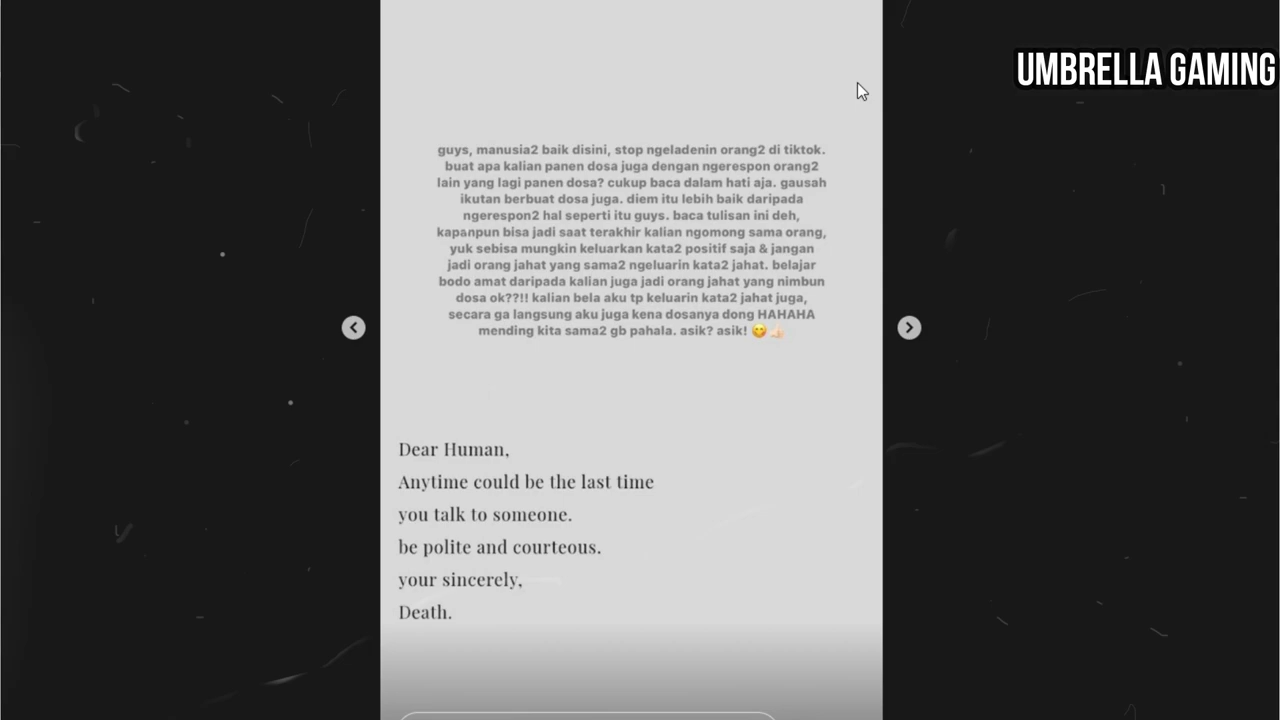 UMBRELLA GAMING
guys, manusia2 baik disini, stop ngeladenin orang2 di tiktok.
buat apa kalian panen dosa juga dengan ngerespon orang2
lain yang lagi panen dosa? cukup baca dalam hati aja. gausah
ikutan berbuat dosa juga. diem itu lebih baik daripada
ngerespon2 hal seperti itu guys. baca tulisan ini deh,
kapanpun bisa jadi saat terakhir kalian ngomong sama orang,
yuk sebisa mungkin keluarkan kata2 positif saja & jangan
jadi orang jahat yang sama2 ngeluarin kata2 jahat. belajar
bodo amat daripada kalian juga jadi orang jahat yang nimbun
dosa ok??!! kalian bela aku tp keluarin kata2 jahat juga,
secara ga langsung aku juga kena dosanya dong HAHAHA
mending kita sama2 gb pahala. asik? asik! 😋👍🏻
Dear Human,
Anytime could be the last time
you talk to someone.
be polite and courteous.
your sincerely,
Death.